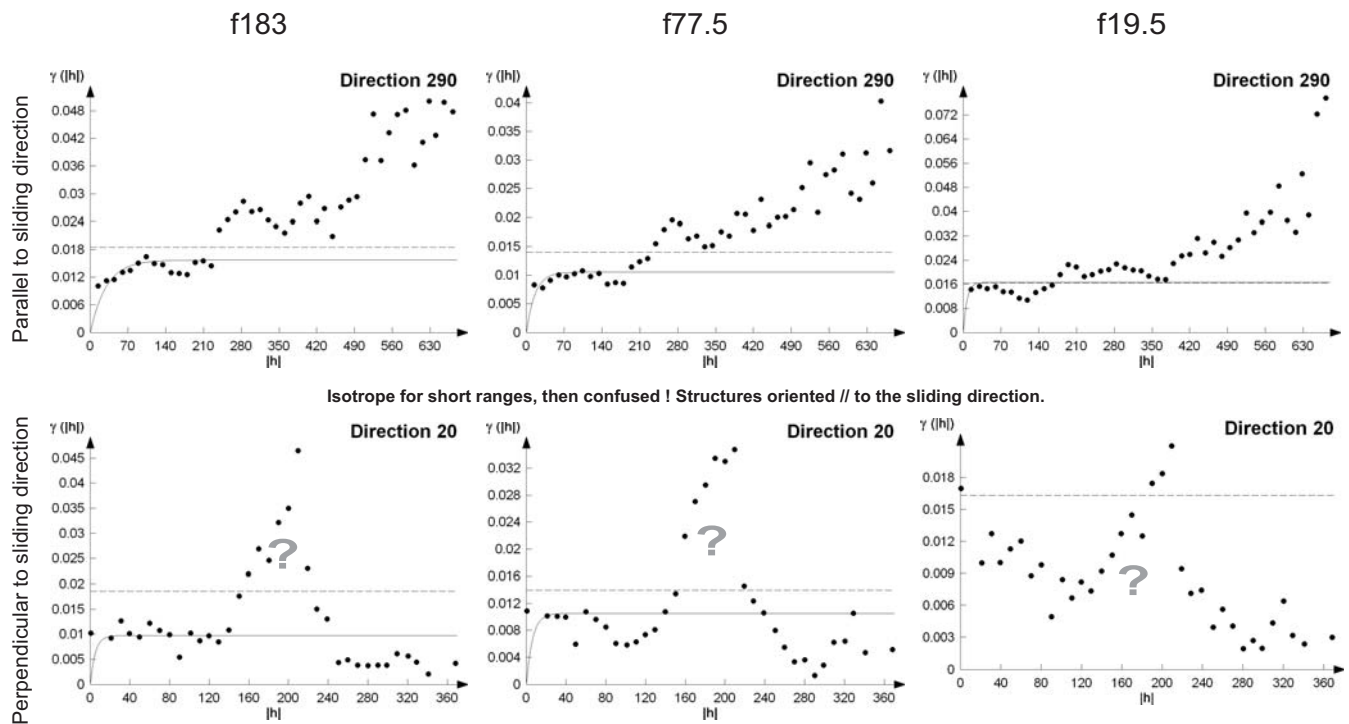 f183
f77.5
f19.5
Parallel to sliding direction
γ (|h|)
Direction 290
0.048
0.042
0.036
0.03
0.024
0.018
0.012
0.006
0
0 70 140 210 280 350 420 490 560 630
|h|
γ (|h|)
Direction 290
0.04
0.035
0.03
0.025
0.02
0.015
0.01
0.005
0
0 70 140 210 280 350 420 490 560 630
|h|
γ (|h|)
Direction 290
0.072
0.064
0.056
0.048
0.04
0.032
0.024
0.016
0.008
0
0 70 140 210 280 350 420 490 560 630
|h|
Isotrope for short ranges, then confused ! Structures oriented // to the sliding direction.
Perpendicular to sliding direction
γ (|h|)
Direction 20
0.045
0.04
0.035
0.03
0.025
0.02
0.015
0.01
0.005
0
?
0 40 80 120 160 200 240 280 320 360
|h|
γ (|h|)
Direction 20
0.032
0.028
0.024
0.02
0.016
0.012
0.008
0.004
0
?
0 40 80 120 160 200 240 280 320 360
|h|
γ (|h|)
Direction 20
0.018
0.015
0.012
0.009
0.006
0.003
0
?
0 40 80 120 160 200 240 280 320 360
|h|